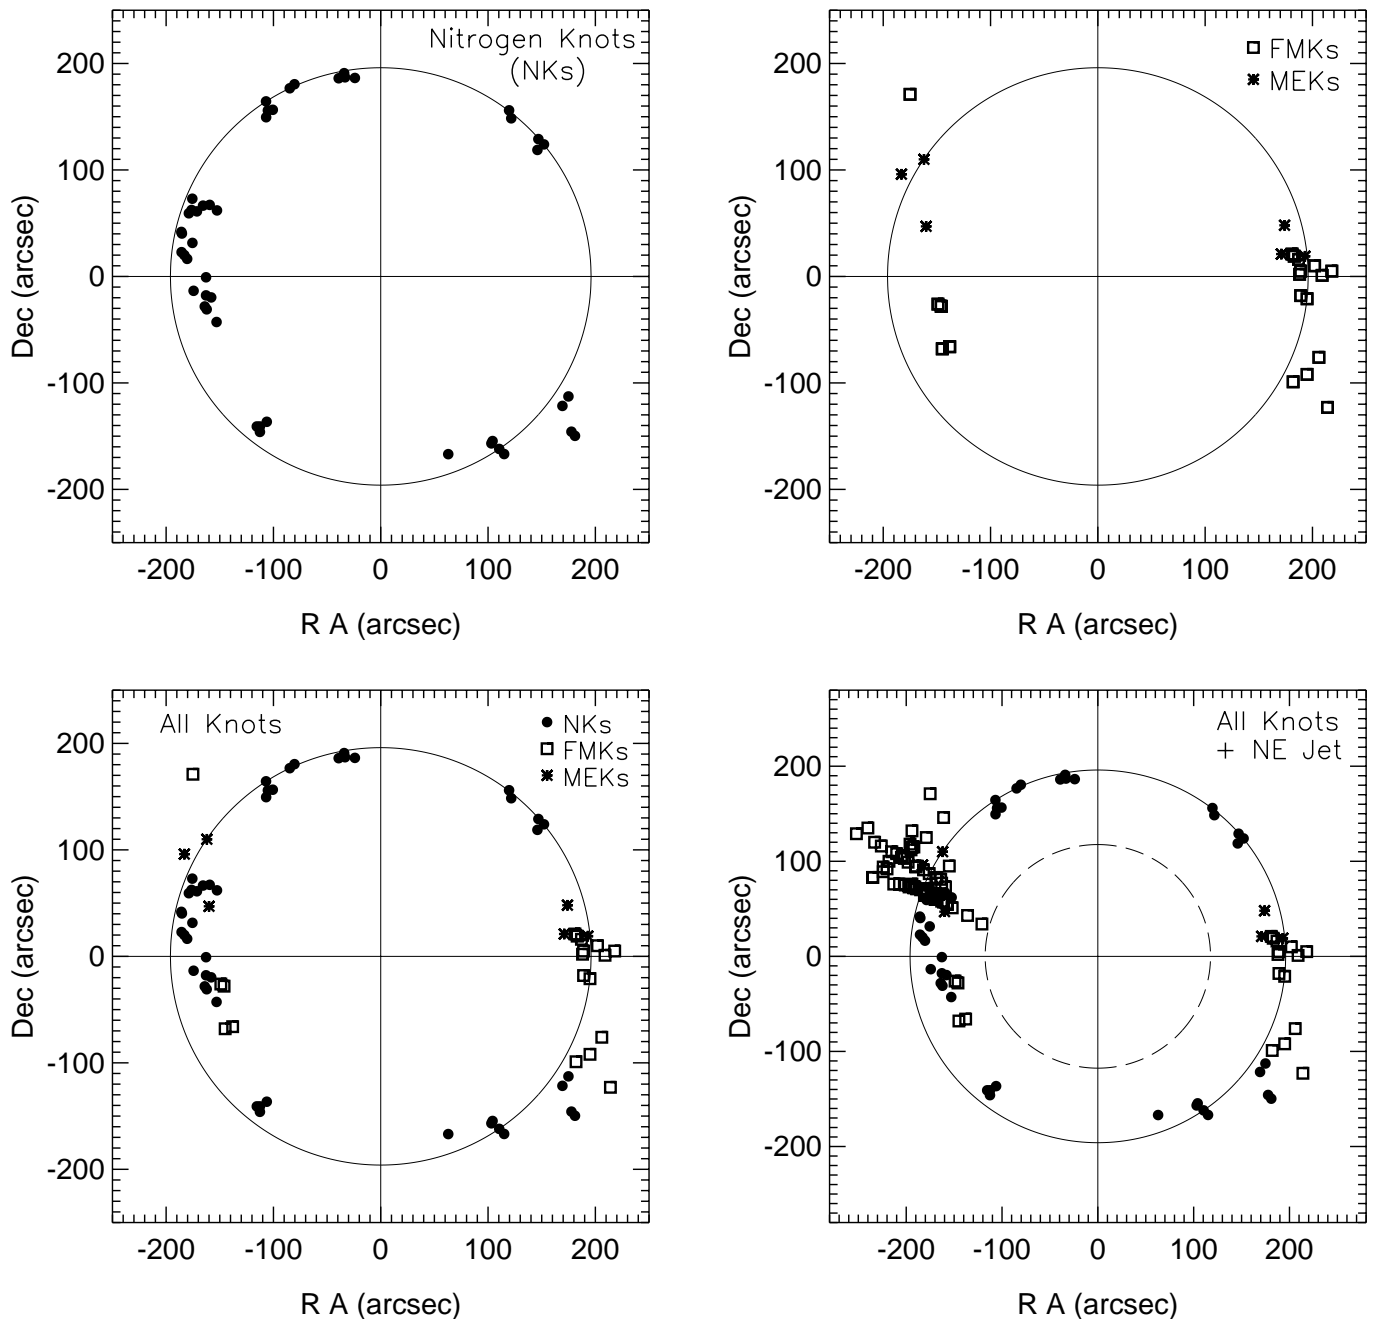 Nitrogen Knots
(NKs)
200
100
0
-100
-200
Dec (arcsec)
-200 -100 0 100 200
R A (arcsec)
FMKs
MEKs
200
100
0
-100
-200
Dec (arcsec)
-200 -100 0 100 200
R A (arcsec)
All Knots
NKs
FMKs
MEKs
200
100
0
-100
-200
Dec (arcsec)
-200 -100 0 100 200
R A (arcsec)
All Knots
+ NE Jet
200
100
0
-100
-200
Dec (arcsec)
-200 -100 0 100 200
R A (arcsec)